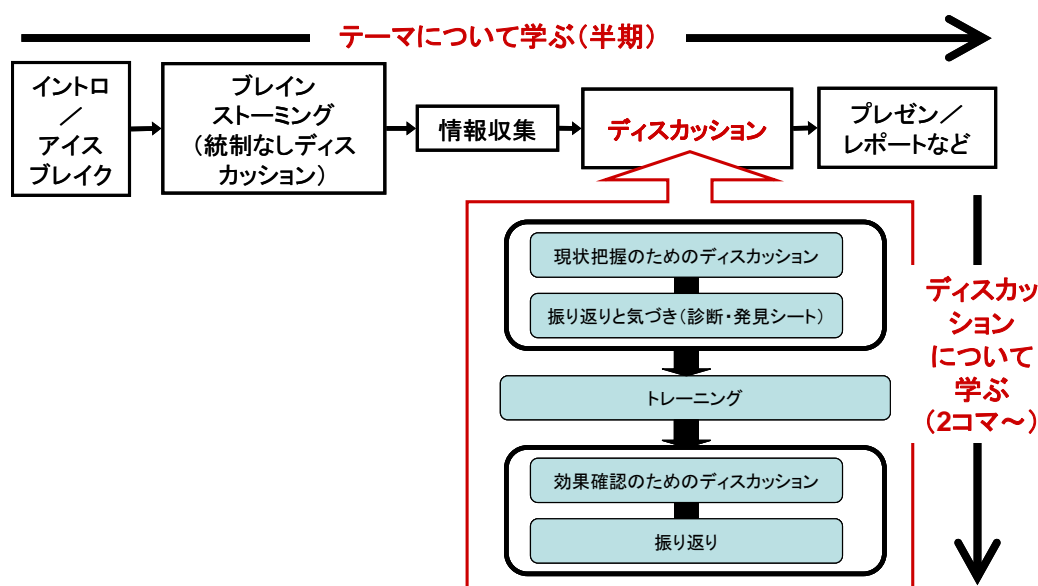 テーマについて学ぶ（半期）
イントロ
／
アイス
ブレイク
ブレイン
ストーミング
（統制なしディス
カッション）
情報収集
ディスカッション
プレゼン／
レポートなど
現状把握のためのディスカッション
振り返りと気づき（診断・発見シート）
トレーニング
効果確認のためのディスカッション
振り返り
ディスカッ
ション
について
学ぶ
（2コマ～）